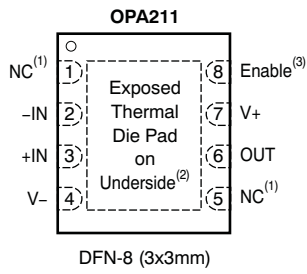 OPA211
NC(1) 1
8 Enable(3)
–IN 2
7 V+
+IN 3
6 OUT
V– 4
5 NC(1)
Exposed
Thermal
Die Pad
on
Underside(2)
DFN-8 (3x3mm)